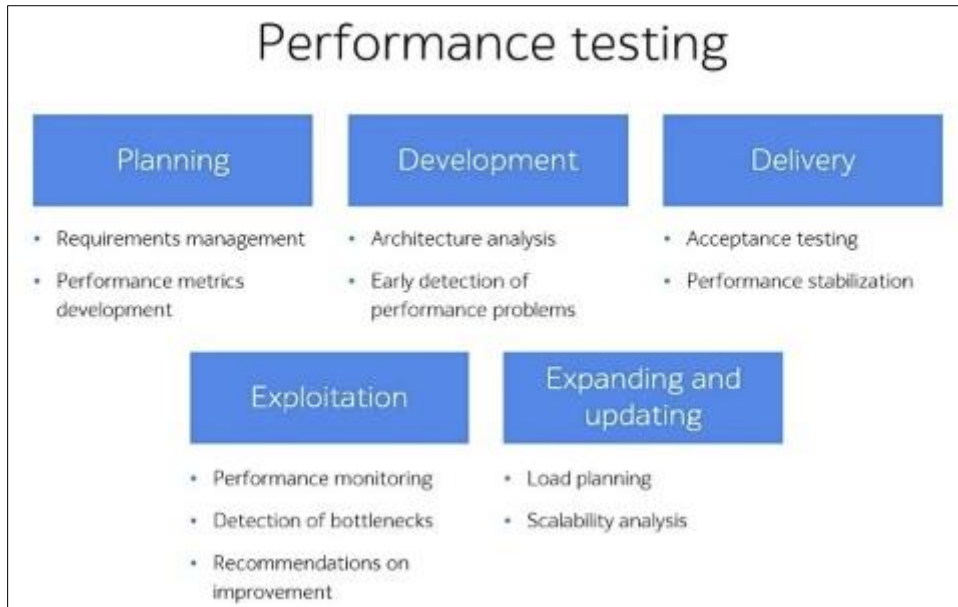 Performance testing
Planning
• Requirements management
• Performance metrics
development
Development
• Architecture analysis
• Early detection of
performance problems
Delivery
• Acceptance testing
• Performance stabilization
Exploitation
• Performance monitoring
• Detection of bottlenecks
• Recommendations on
improvement
Expanding and
updating
• Load planning
• Scalability analysis